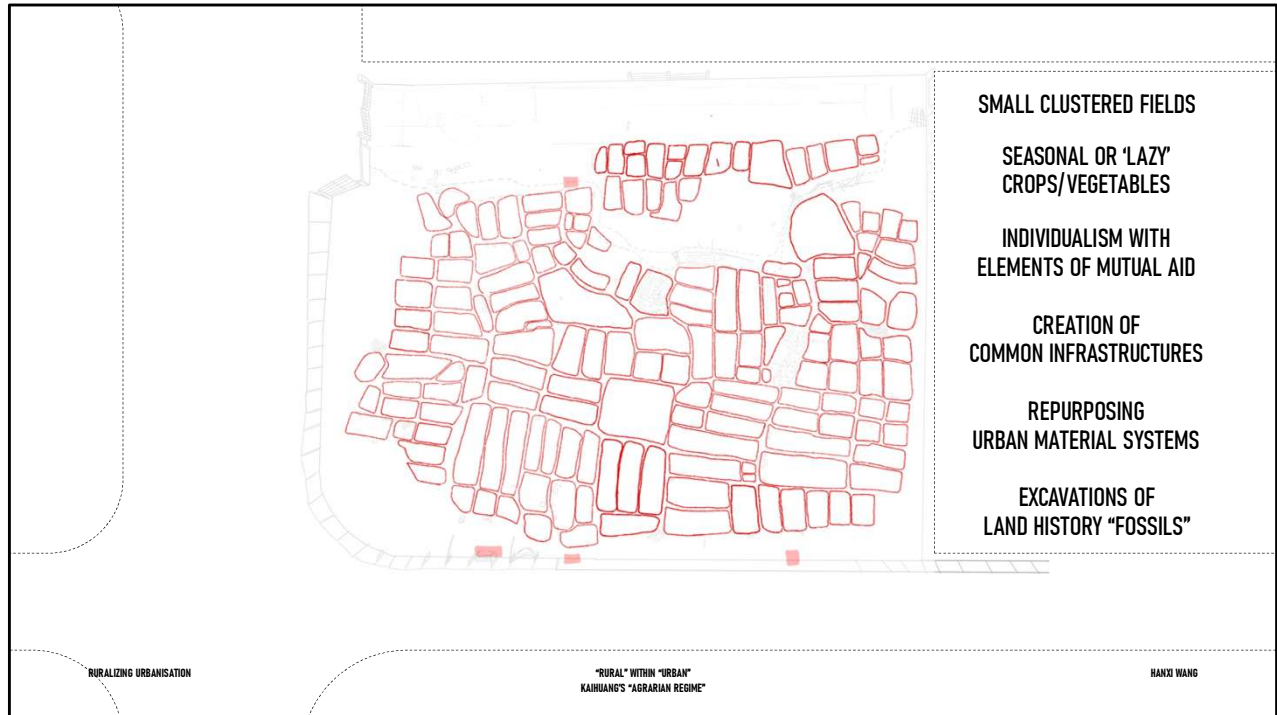 SMALL CLUSTERED FIELDS
SEASONAL OR ‘LAZY’
CROPS/VEGETABLES
INDIVIDUALISM WITH
ELEMENTS OF MUTUAL AID
CREATION OF
COMMON INFRASTRUCTURES
REPURPOSING
URBAN MATERIAL SYSTEMS
EXCAVATIONS OF
LAND HISTORY “FOSSILS”
RURALIZING URBANISATION
“RURAL” WITHIN “URBAN”
KAIHUANG’S “AGRARIAN REGIME”
HANXI WANG